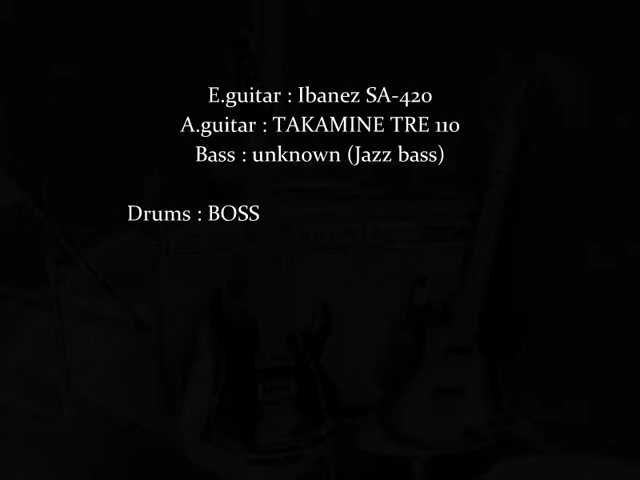 E.guitar : Ibanez SA-420
A.guitar : TAKAMINE TRE 110
Bass : unknown (Jazz bass)
Drums : BOSS